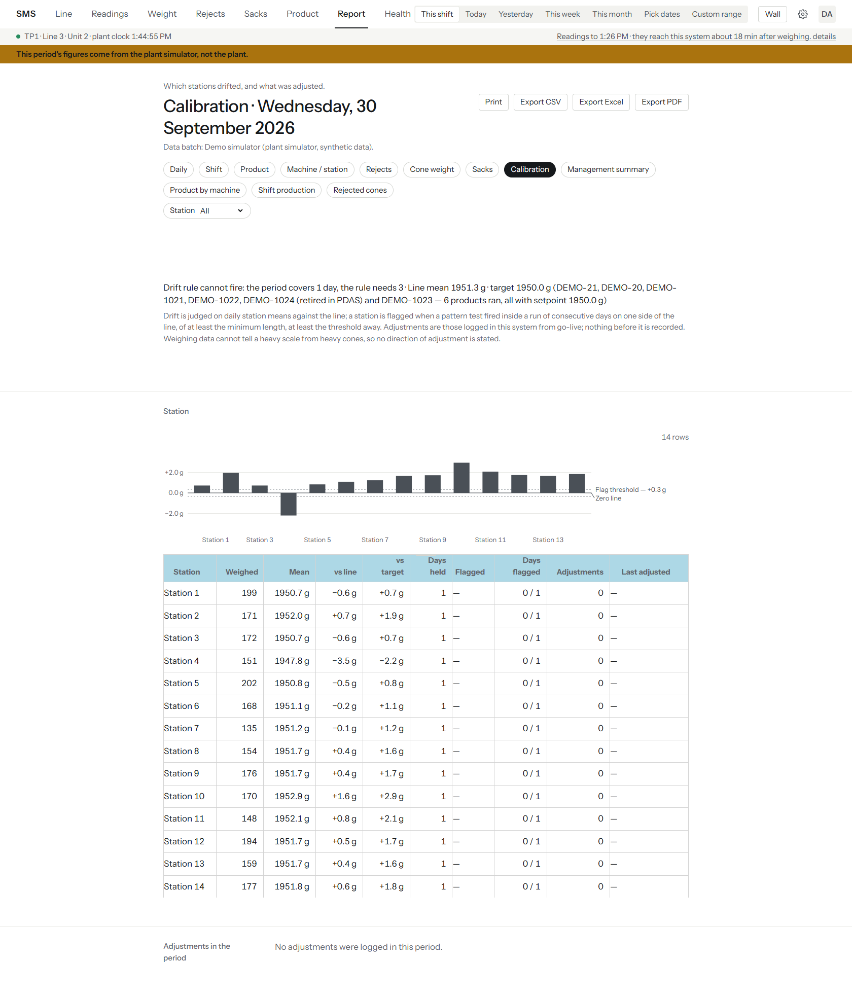 SMS Line Readings Weight Rejects Sacks Product Report Health This shift Today Yesterday This week This month Pick dates Custom range Wall DA
TP1 · Line 3 · Unit 2 · plant clock 1:44:55 PM Readings to 1:26 PM · they reach this system about 18 min after weighing. details
This period's figures come from the plant simulator, not the plant.
Which stations drifted, and what was adjusted.
Calibration · Wednesday, 30
September 2026
Print Export CSV Export Excel Export PDF
Data batch: Demo simulator (plant simulator, synthetic data).
Daily Shift Product Machine / station Rejects Cone weight Sacks Calibration Management summary
Product by machine Shift production Rejected cones
Station All
Drift rule cannot fire: the period covers 1 day, the rule needs 3 · Line mean 1951.3 g · target 1950.0 g (DEMO-21, DEMO-20, DEMO-
1021, DEMO-1022, DEMO-1024 (retired in PDAS) and DEMO-1023 — 6 products ran, all with setpoint 1950.0 g)
Drift is judged on daily station means against the line; a station is flagged when a pattern test fired inside a run of consecutive days on one side of the
line, of at least the minimum length, at least the threshold away. Adjustments are those logged in this system from go-live; nothing before it is recorded.
Weighing data cannot tell a heavy scale from heavy cones, so no direction of adjustment is stated.
Station
14 rows
+2.0 g
0.0 g
−2.0 g
Flag threshold — +0.3 g
Zero line
Station 1 Station 3 Station 5 Station 7 Station 9 Station 11 Station 13
Station Weighed Mean vs line vs target Days held Flagged Days flagged Adjustments Last adjusted
Station 1 199 1950.7 g −0.6 g +0.7 g 1 — 0 / 1 0 —
Station 2 171 1952.0 g +0.7 g +1.9 g 1 — 0 / 1 0 —
Station 3 172 1950.7 g −0.6 g +0.7 g 1 — 0 / 1 0 —
Station 4 151 1947.8 g −3.5 g −2.2 g 1 — 0 / 1 0 —
Station 5 202 1950.8 g −0.5 g +0.8 g 1 — 0 / 1 0 —
Station 6 168 1951.1 g −0.2 g +1.1 g 1 — 0 / 1 0 —
Station 7 135 1951.2 g −0.1 g +1.2 g 1 — 0 / 1 0 —
Station 8 154 1951.7 g +0.4 g +1.6 g 1 — 0 / 1 0 —
Station 9 176 1951.7 g +0.4 g +1.7 g 1 — 0 / 1 0 —
Station 10 170 1952.9 g +1.6 g +2.9 g 1 — 0 / 1 0 —
Station 11 148 1952.1 g +0.8 g +2.1 g 1 — 0 / 1 0 —
Station 12 194 1951.7 g +0.5 g +1.7 g 1 — 0 / 1 0 —
Station 13 159 1951.7 g +0.4 g +1.6 g 1 — 0 / 1 0 —
Station 14 177 1951.8 g +0.6 g +1.8 g 1 — 0 / 1 0 —
Adjustments in the
period
No adjustments were logged in this period.